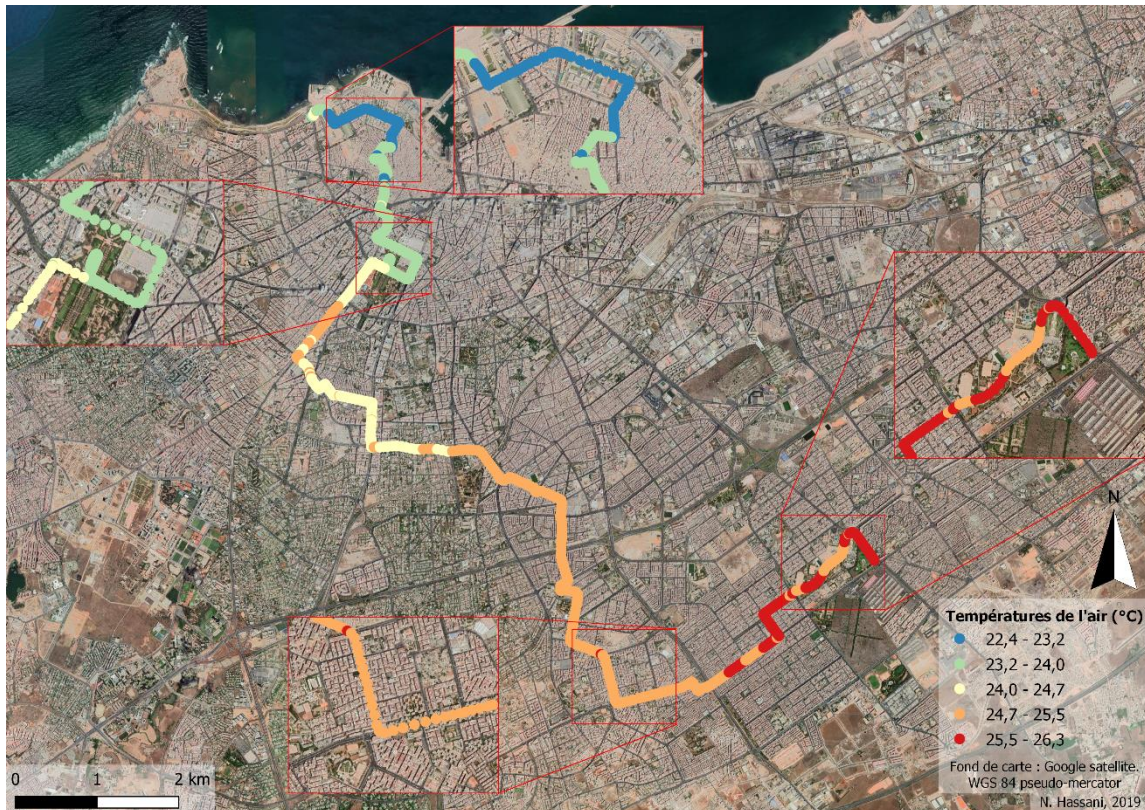 N
Températures de l'air (°C)
22,4 - 23,2
23,2 - 24,0
24,0 - 24,7
24,7 - 25,5
25,5 - 26,3
Fond de carte : Google satellite.
WGS 84 pseudo-mercator
N. Hassani, 2019
0 1 2 km